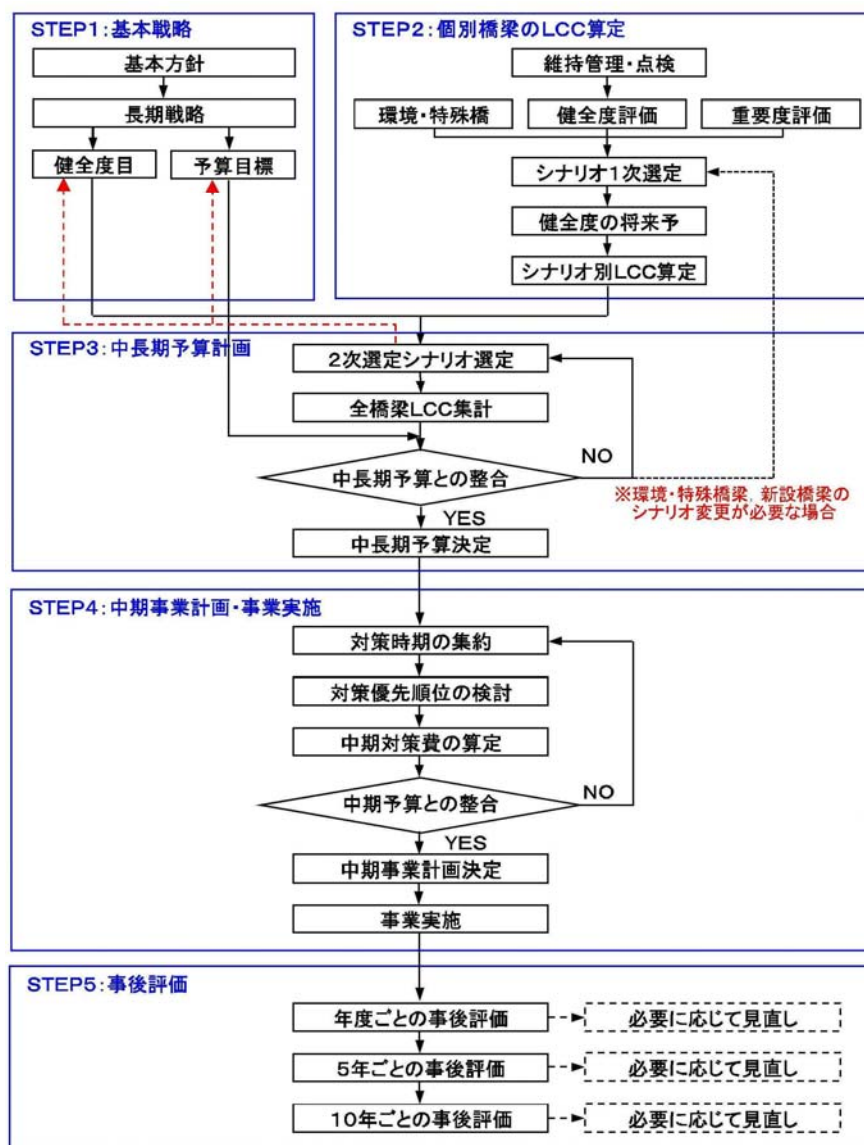 STEP1:基本戦略
基本方針
長期戦略
健全度目
予算目標
STEP2:個別橋梁のLCC算定
維持管理・点検
環境・特殊橋
健全度評価
重要度評価
シナリオ1次選定
健全度の将来予
シナリオ別LCC算定
STEP3:中長期予算計画
2次選定シナリオ選定
全橋梁LCC集計
中長期予算との整合
NO
※環境・特殊橋梁,新設橋梁の
シナリオ変更が必要な場合
YES
中長期予算決定
STEP4:中期事業計画・事業実施
対策時期の集約
対策優先順位の検討
中期対策費の算定
中期予算との整合
NO
YES
中期事業計画決定
事業実施
STEP5:事後評価
年度ごとの事後評価
必要に応じて見直し
5年ごとの事後評価
必要に応じて見直し
10年ごとの事後評価
必要に応じて見直し